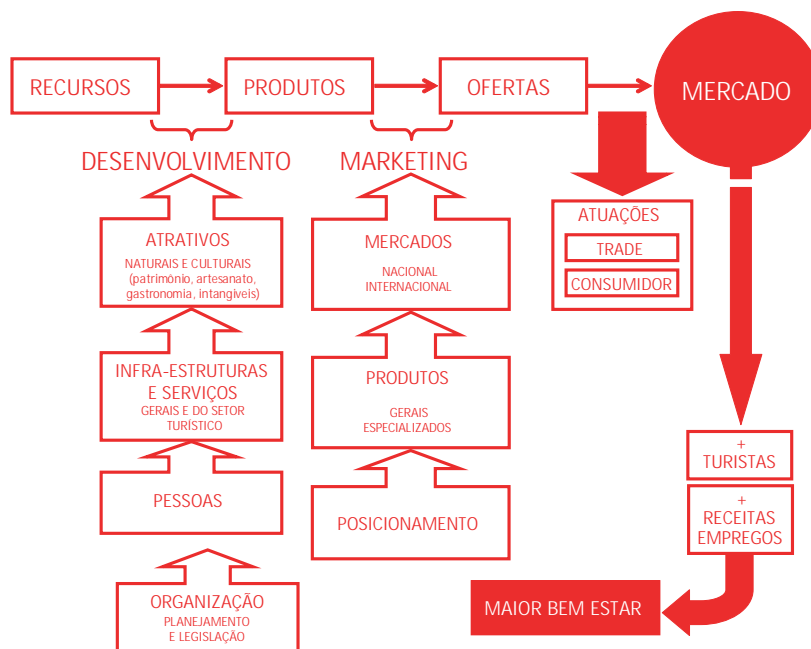 RECURSOS
PRODUTOS
OFERTAS
MERCADO
DESENVOLVIMENTO
MARKETING
ATRATIVOS
NATURAIS E CULTURAIS
(patrimônio, artesanato,
gastronomia, intangíveis)
INFRA-ESTRUTURAS
E SERVIÇOS
GERAIS E DO SETOR
TURÍSTICO
PESSOAS
ORGANIZAÇÃO
PLANEJAMENTO
E LEGISLAÇÃO
MERCADOS
NACIONAL
INTERNACIONAL
PRODUTOS
GERAIS
ESPECIALIZADOS
POSICIONAMENTO
ATUAÇÕES
TRADE
CONSUMIDOR
+
TURISTAS
+
RECEITAS
EMPREGOS
MAIOR BEM ESTAR